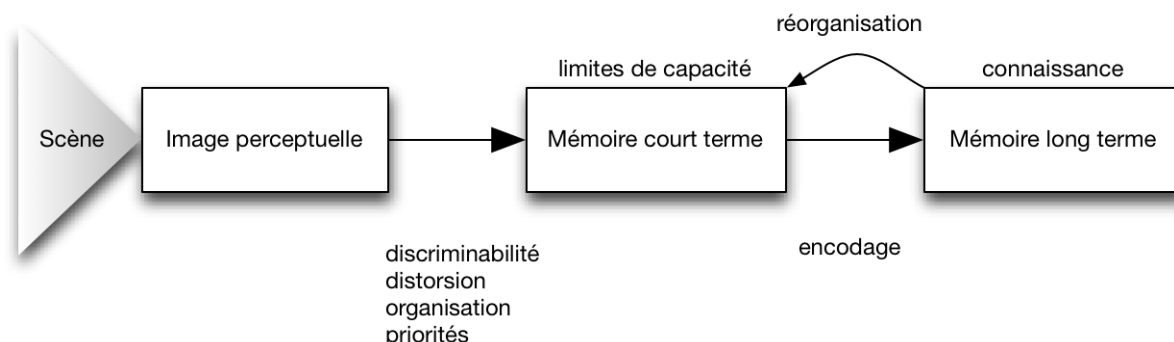 réorganisation
limites de capacité
connaissance
Scène
Image perceptuelle
Mémoire court terme
Mémoire long terme
discriminabilité
distorsion
organisation
priorités
encodage